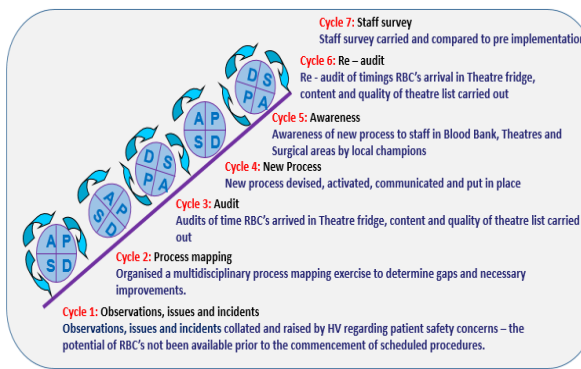 Cycle 7: Staff survey
Staff survey carried and compared to pre implementation
Cycle 6: Re – audit
Re - audit of timings RBC's arrival in Theatre fridge,
content and quality of theatre list carried out
Cycle 5: Awareness
Awareness of new process to staff in Blood Bank, Theatres and
Surgical areas by local champions
Cycle 4: New Process
New process devised, activated, communicated and put in place
Cycle 3: Audit
Audits of time RBC's arrived in Theatre fridge, content and quality of theatre list carried
out
Cycle 2: Process mapping
Organised a multidisciplinary process mapping exercise to determine gaps and necessary
improvements.
Cycle 1: Observations, issues and incidents
Observations, issues and incidents collated and raised by HV regarding patient safety concerns – the
potential of RBC's not been available prior to the commencement of scheduled procedures.
D S
P A
A P
S D
D S
P A
A P
S D
A P
S D